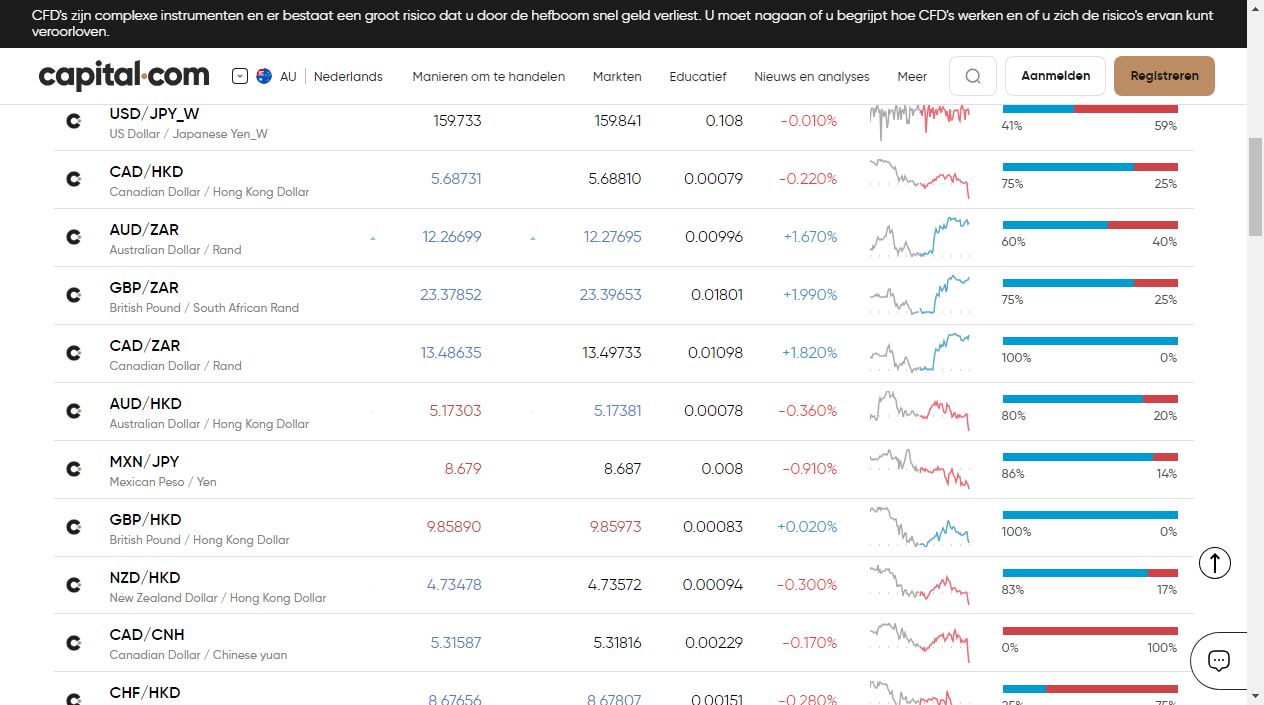 CFD's zijn complexe instrumenten en er bestaat een groot risico dat u door de hefboom snel geld verliest. U moet nagaan of u begrijpt hoe CFD's werken en of u zich de risico's ervan kunt
veroorloven.
capital.com AU Nederlands Manieren om te handelen Markten Educatief Nieuws en analyses Meer Aanmelden Registreren
USD/JPY_W 159.733 159.841 0.108 -0.010%
US Dollar / Japanese Yen_W 41% 59%
CAD/HKD 5.68731 5.68810 0.00079 -0.220%
Canadian Dollar / Hong Kong Dollar 75% 25%
AUD/ZAR 12.26699 12.27695 0.00996 +1.670%
Australian Dollar / Rand 60% 40%
GBP/ZAR 23.37852 23.39653 0.01801 +1.990%
British Pound / South African Rand 75% 25%
CAD/ZAR 13.48635 13.49733 0.01098 +1.820%
Canadian Dollar / Rand 100% 0%
AUD/HKD 5.17303 5.17381 0.00078 -0.360%
Australian Dollar / Hong Kong Dollar 80% 20%
MXN/JPY 8.679 8.687 0.008 -0.910%
Mexican Peso / Yen 86% 14%
GBP/HKD 9.85890 9.85973 0.00083 +0.020%
British Pound / Hong Kong Dollar 100% 0%
NZD/HKD 4.73478 4.73572 0.00094 -0.300%
New Zealand Dollar / Hong Kong Dollar 83% 17%
CAD/CNH 5.31587 5.31816 0.00229 -0.170%
Canadian Dollar / Chinese yuan 0% 100%
CHF/HKD 8.67656 8.67807 0.00151 -0.280%